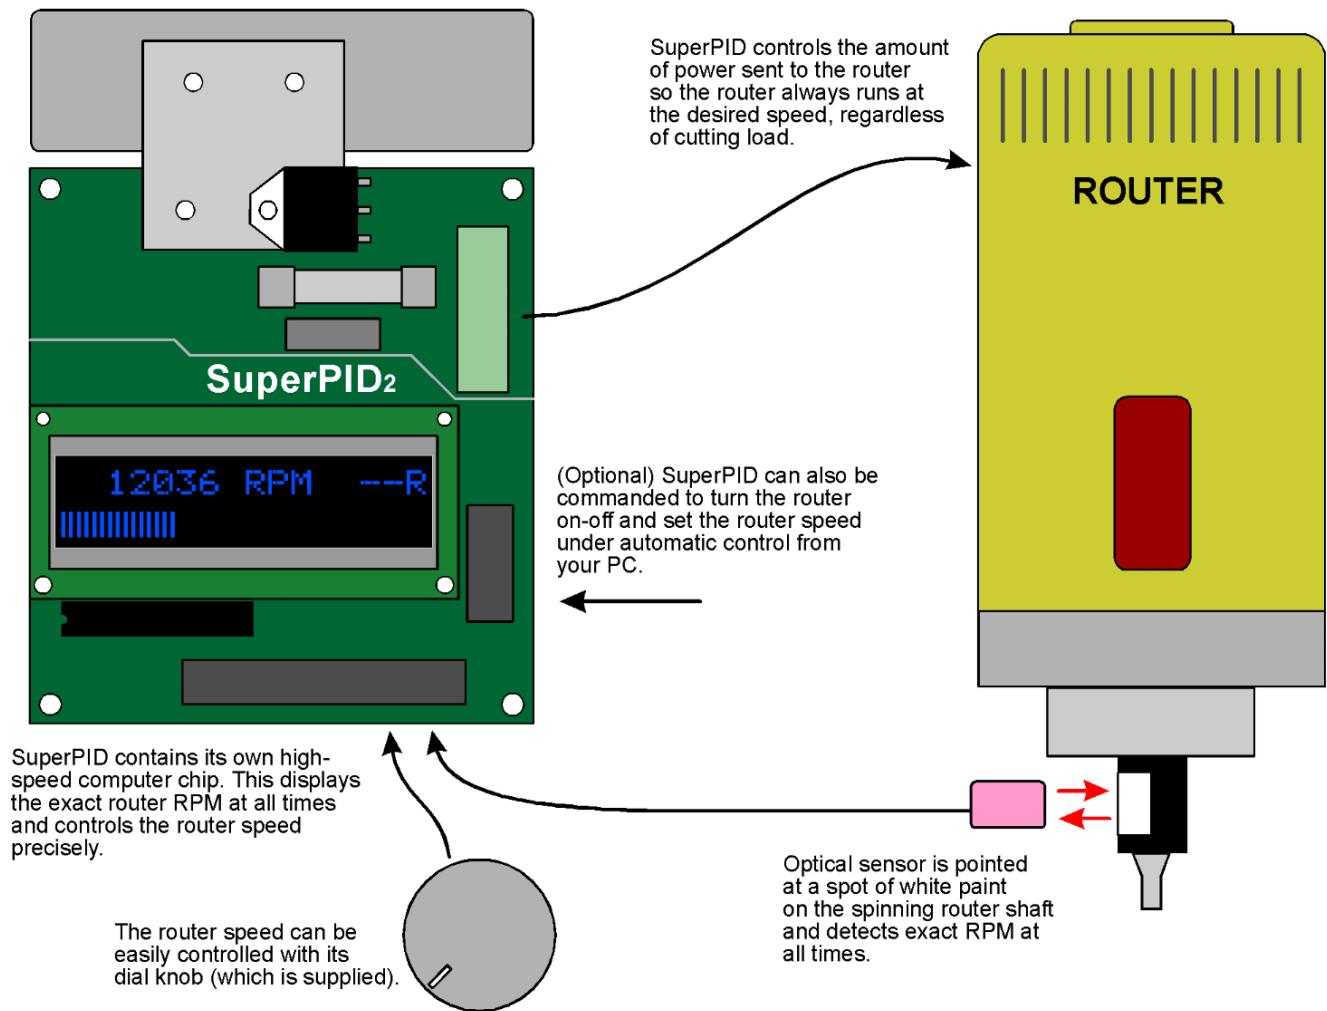 SuperPID controls the amount
of power sent to the router
so the router always runs at
the desired speed, regardless
of cutting load.
ROUTER
SuperPID2
12036 RPM --R
(Optional) SuperPID can also be
commanded to turn the router
on-off and set the router speed
under automatic control from
your PC.
SuperPID contains its own high-
speed computer chip. This displays
the exact router RPM at all times
and controls the router speed
precisely.
The router speed can be
easily controlled with its
dial knob (which is supplied).
Optical sensor is pointed
at a spot of white paint
on the spinning router shaft
and detects exact RPM at
all times.